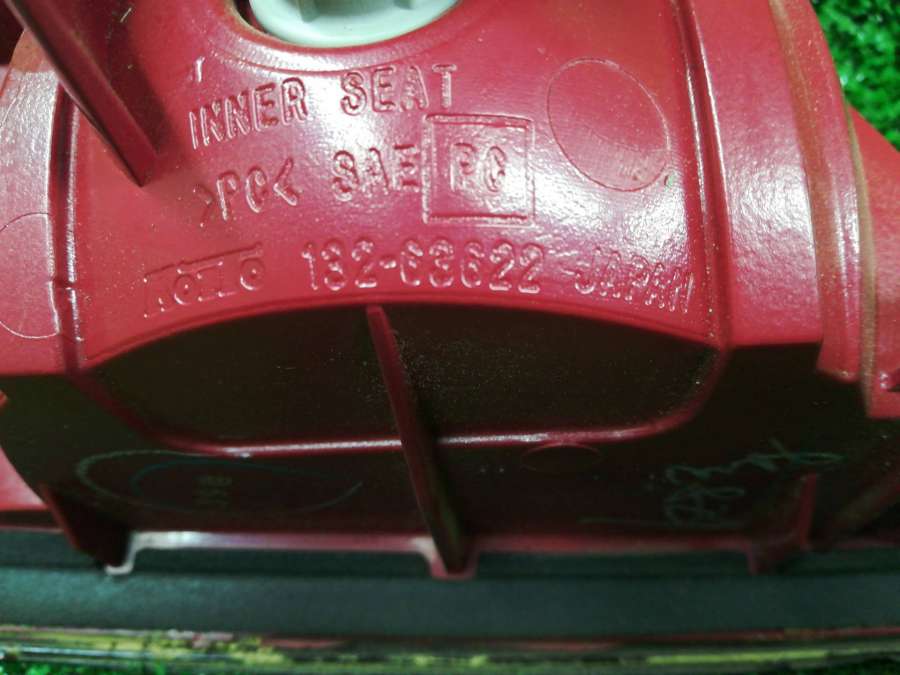 INNER SEAT
>PC< SAE PC
KOITO 132-63622 JAPAN